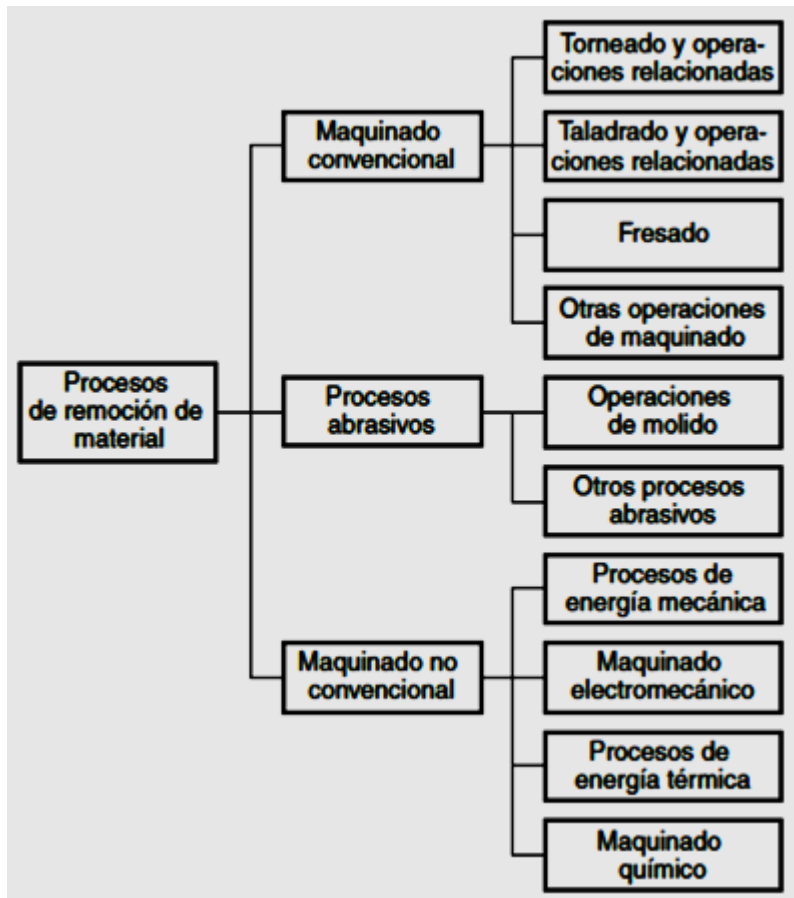 Procesos
de remoción de
material
Maquinado
convencional
Torneado y opera-
ciones relacionadas
Taladrado y opera-
ciones relacionadas
Fresado
Otras operaciones
de maquinado
Procesos
abrasivos
Operaciones
de molido
Otros procesos
abrasivos
Maquinado no
convencional
Procesos de
energía mecánica
Maquinado
electromecánico
Procesos de
energía térmica
Maquinado
químico